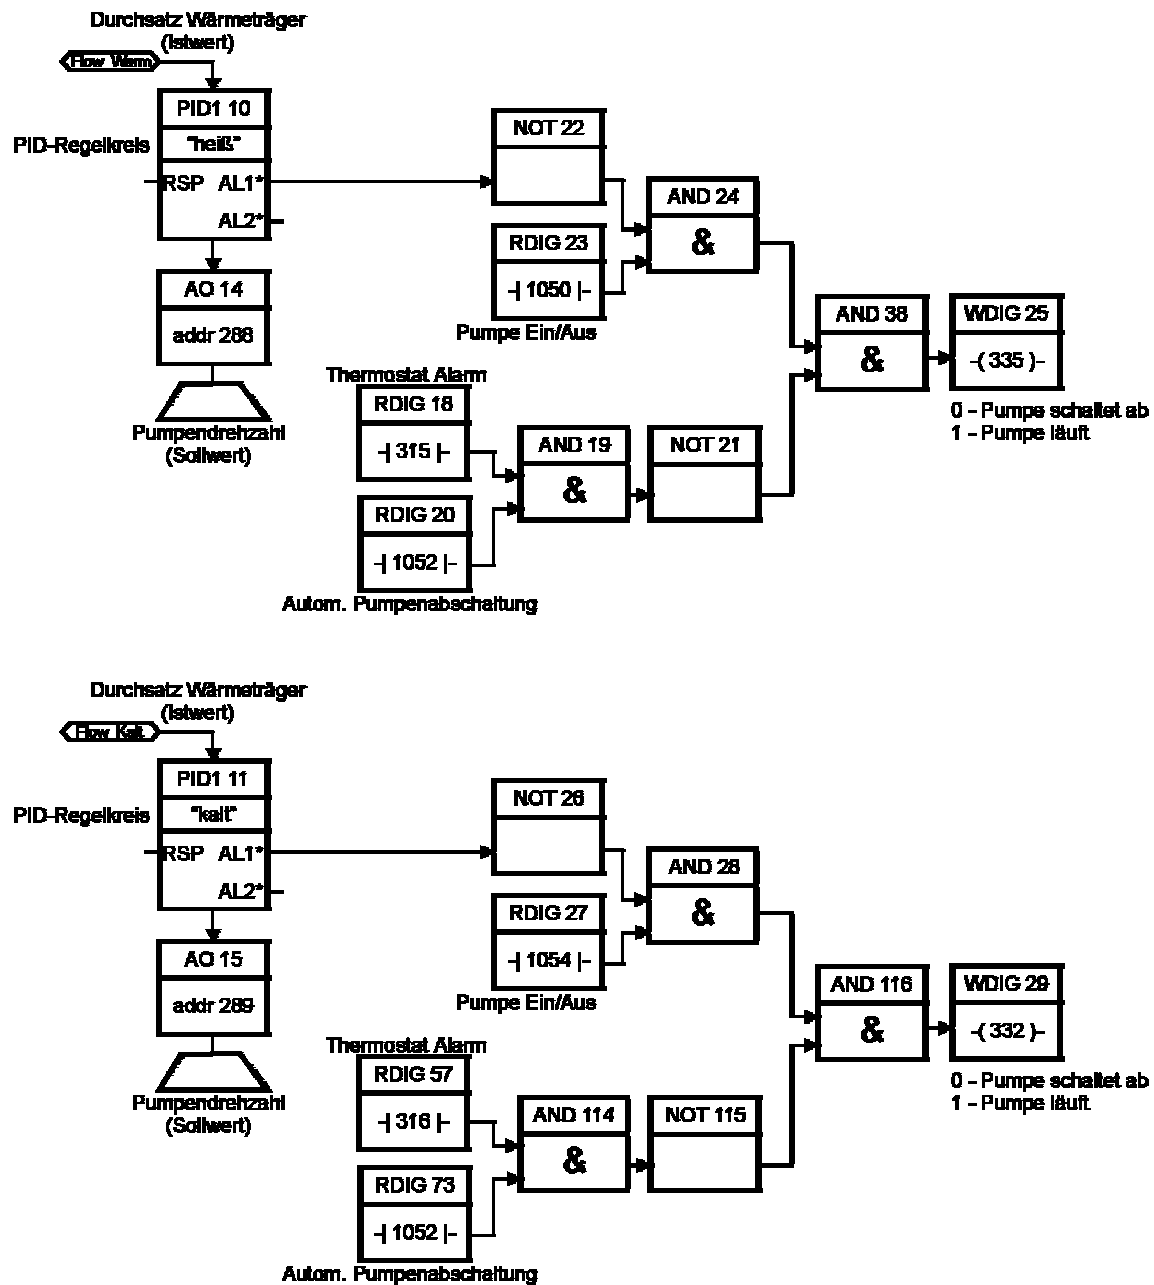 Durchsatz Wärmeträger
(Istwert)
Flow Warm
PID1 10
PID-Regelkreis
"heiß"
RSP AL1*
AL2*
NOT 22
AND 24
&
RDIG 23
-| 1050 |-
Pumpe Ein/Aus
AO 14
addr 288
Pumpendrehzahl
(Sollwert)
AND 38
&
WDIG 25
-( 335 )-
0 - Pumpe schaltet ab
1 - Pumpe läuft
Thermostat Alarm
RDIG 18
-| 315 |-
AND 19
&
NOT 21
RDIG 20
-| 1052 |-
Autom. Pumpenabschaltung
Durchsatz Wärmeträger
(Istwert)
Flow Kalt
PID1 11
PID-Regelkreis
"kalt"
RSP AL1*
AL2*
NOT 26
AND 28
&
RDIG 27
-| 1054 |-
Pumpe Ein/Aus
AO 15
addr 289
Pumpendrehzahl
(Sollwert)
AND 116
&
WDIG 29
-( 332 )-
0 - Pumpe schaltet ab
1 - Pumpe läuft
Thermostat Alarm
RDIG 57
-| 316 |-
AND 114
&
NOT 115
RDIG 73
-| 1052 |-
Autom. Pumpenabschaltung